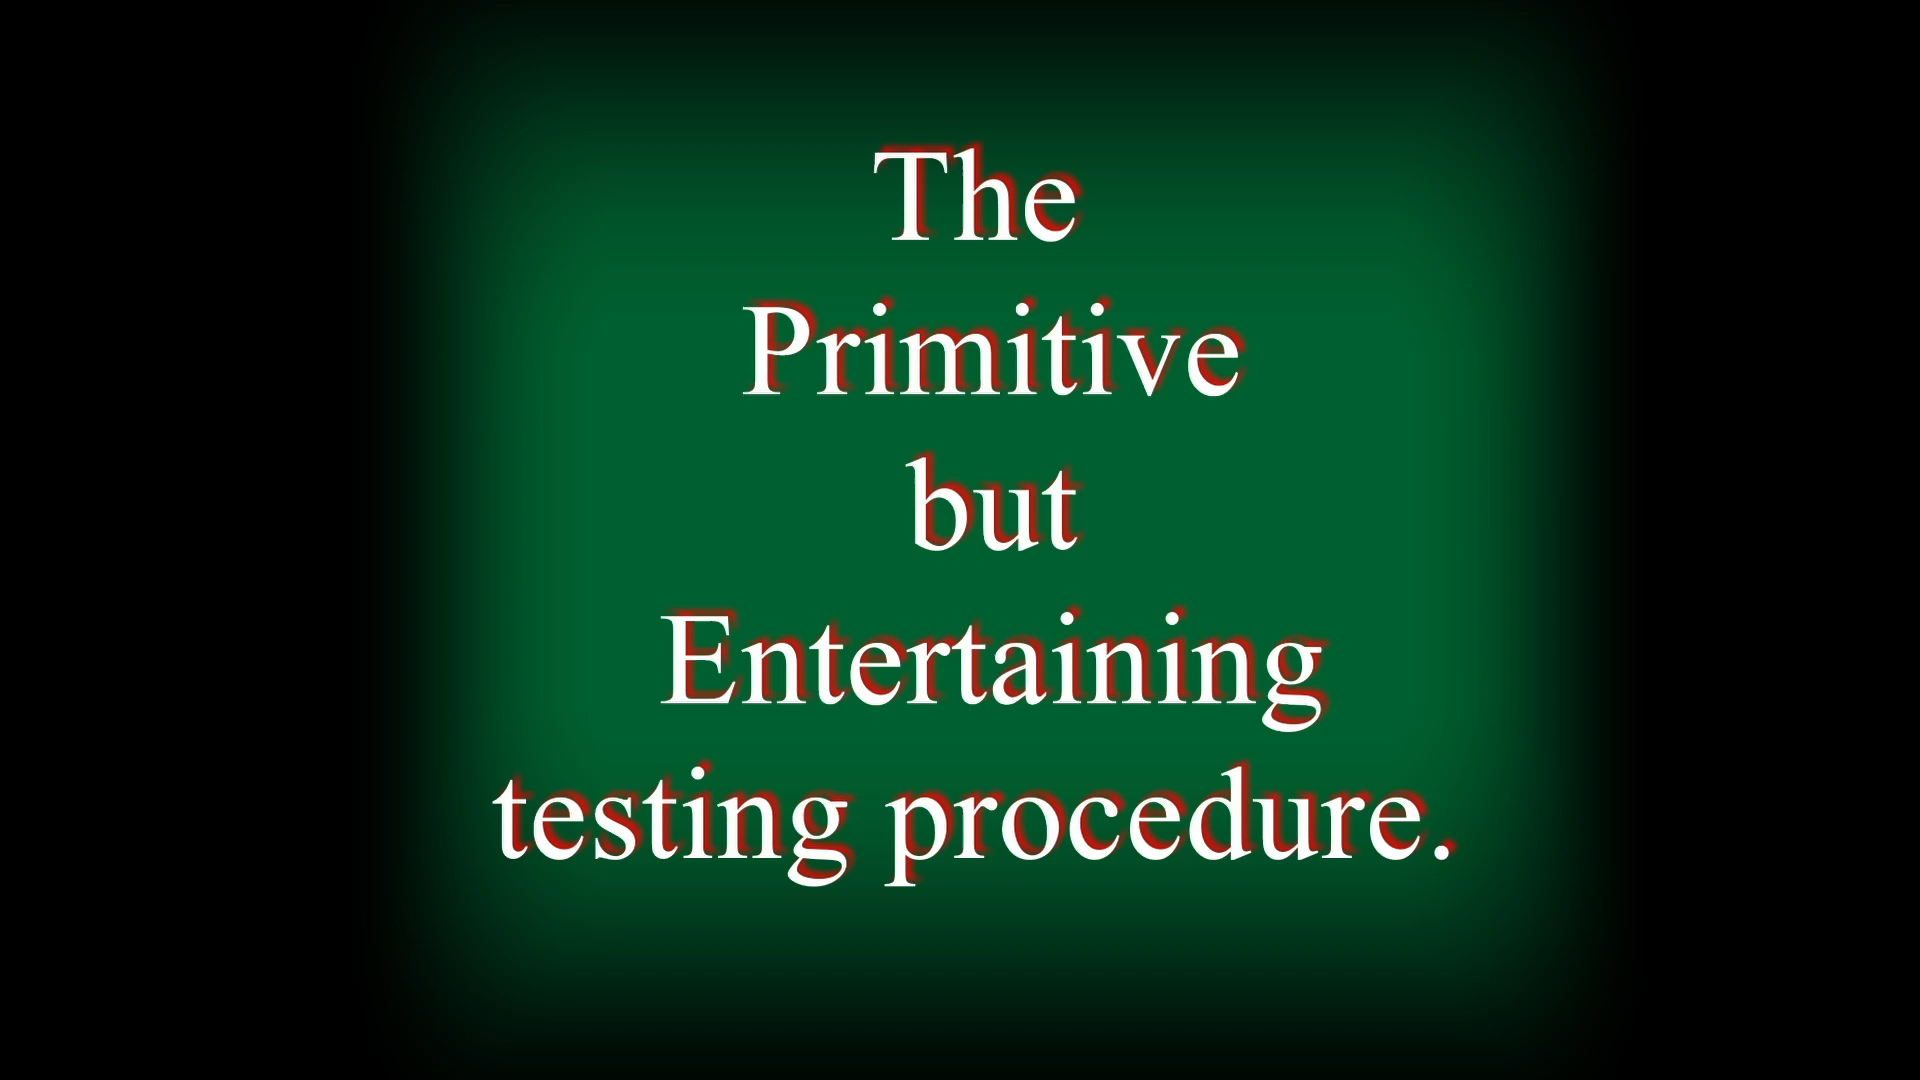 The
Primitive
but
Entertaining
testing procedure.